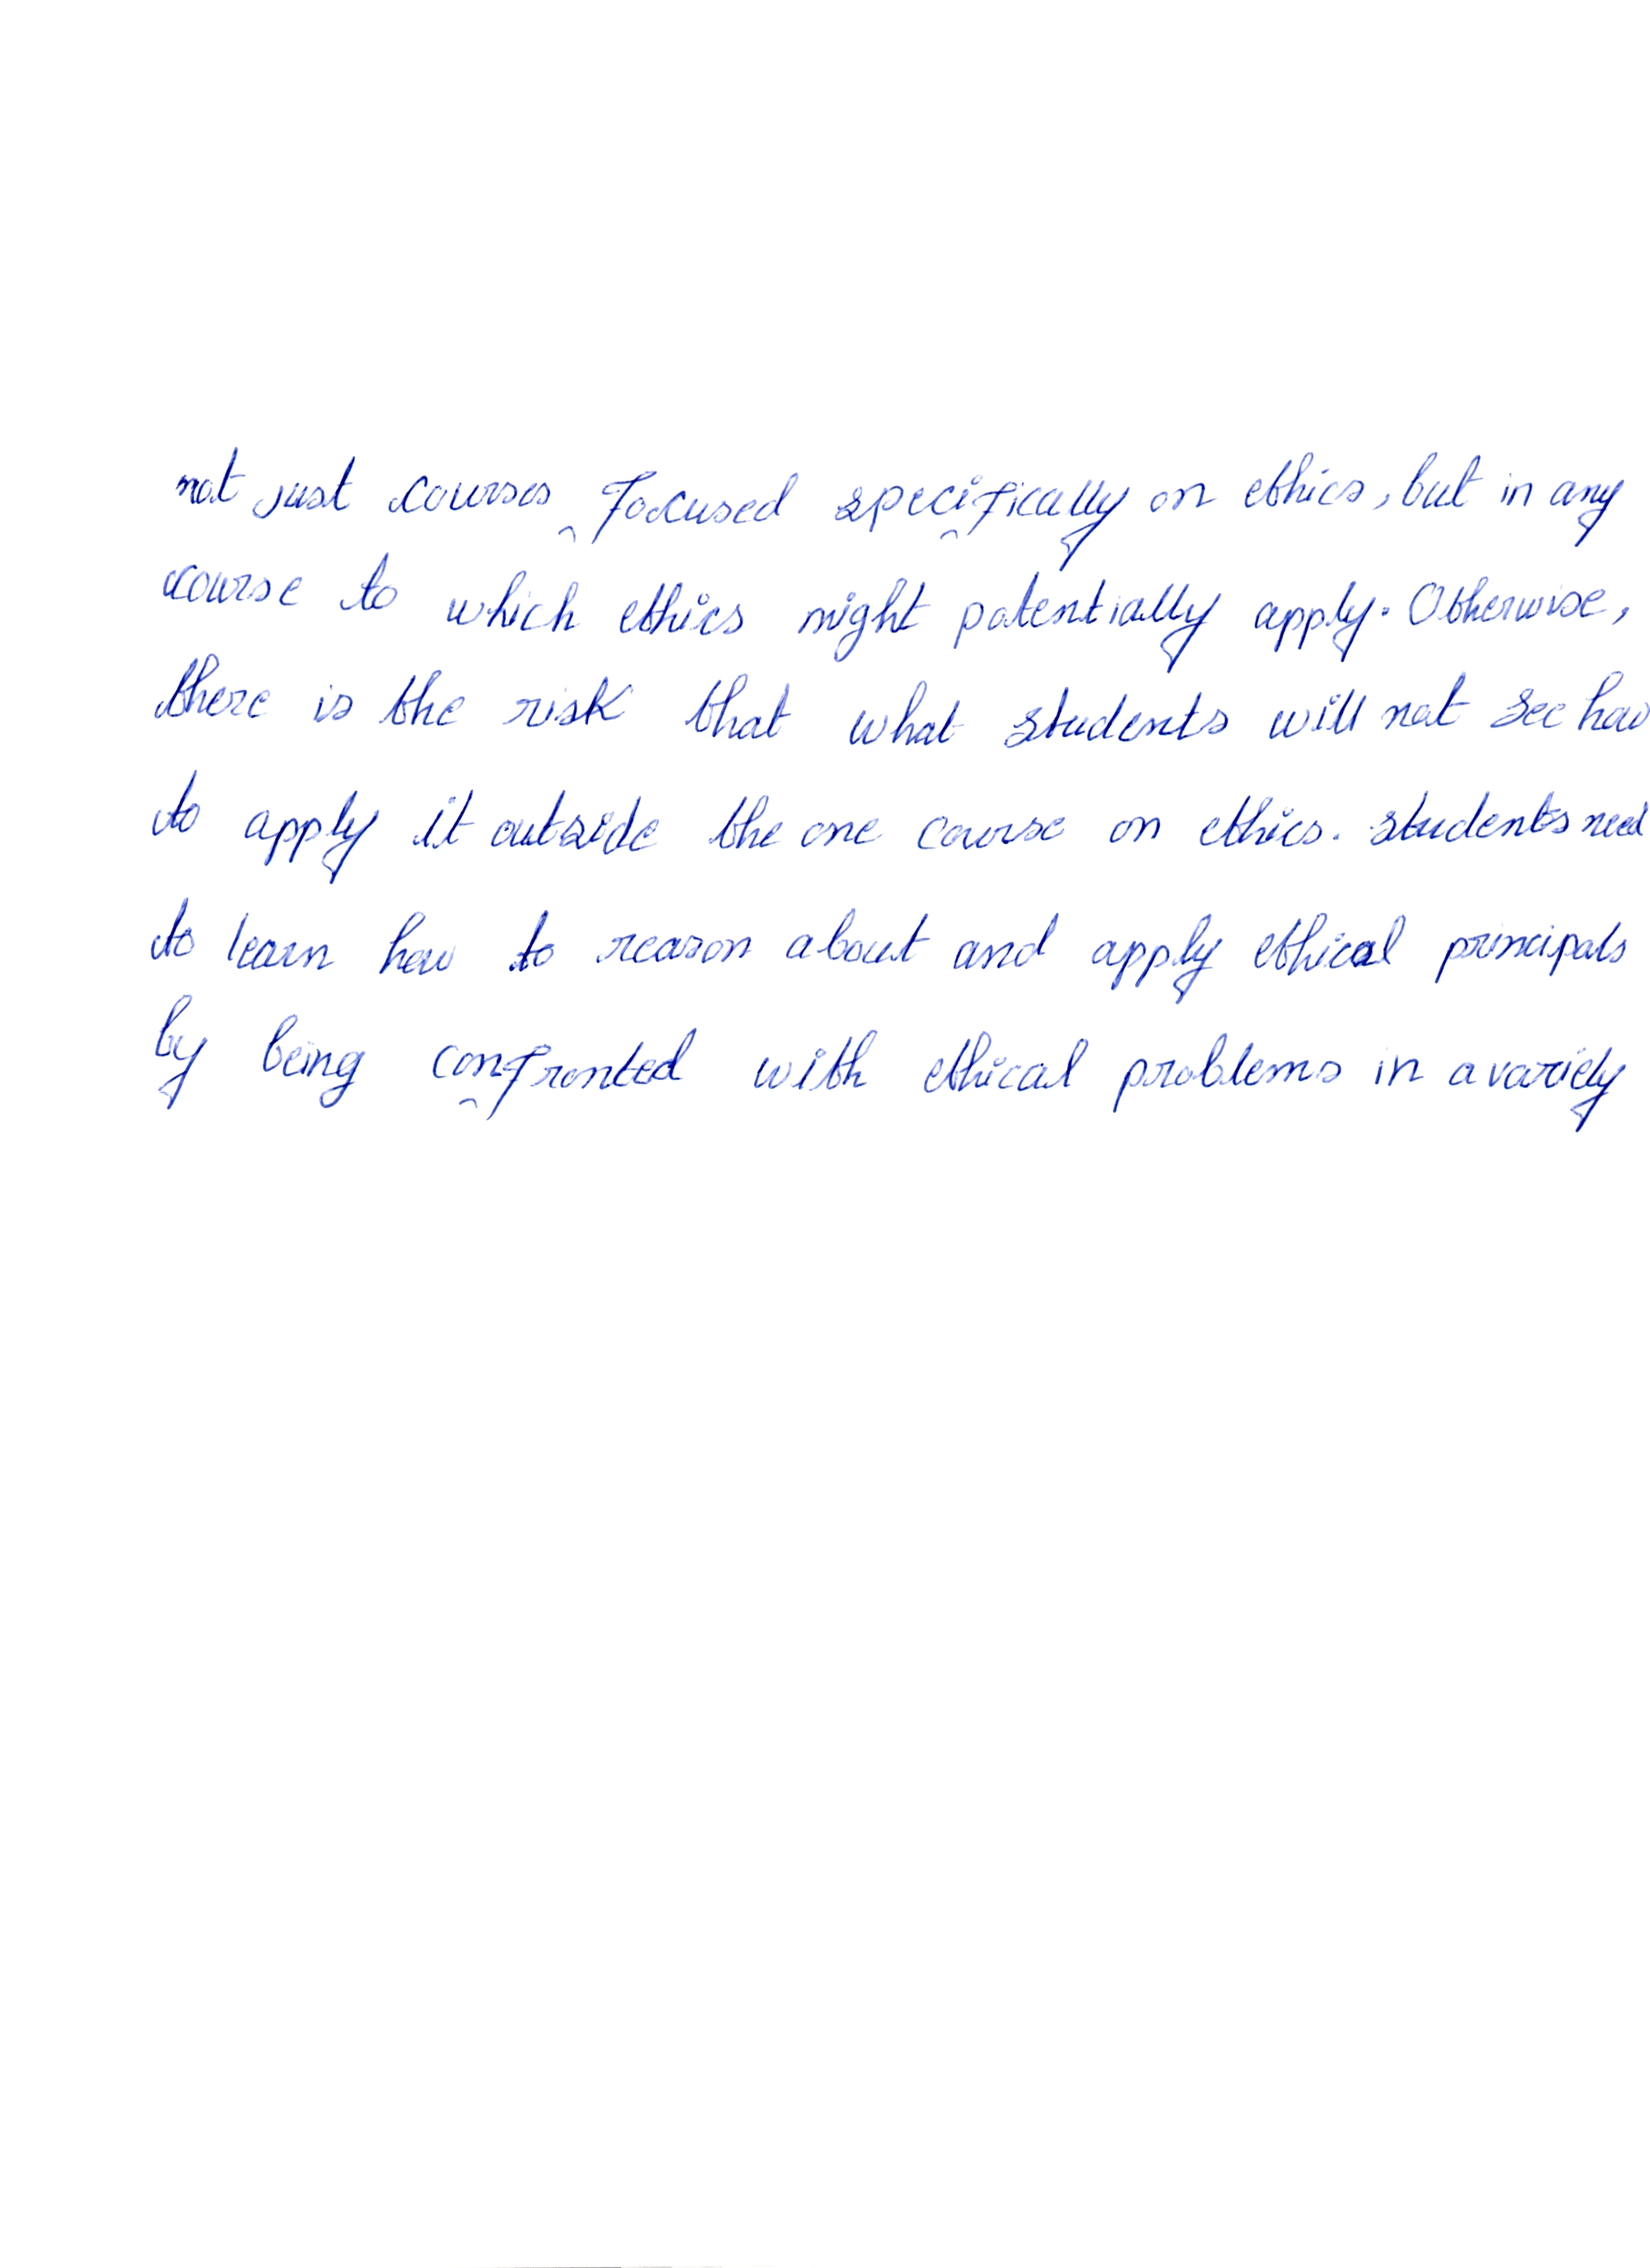 not just courses focused specifically on ethics, but in any
course to which ethics might potentially apply. Otherwise,
there is the risk that what students will not see how
to apply it outside the one course on ethics. students need
to learn how to reason about and apply ethical principals
by being confronted with ethical problems in a variety